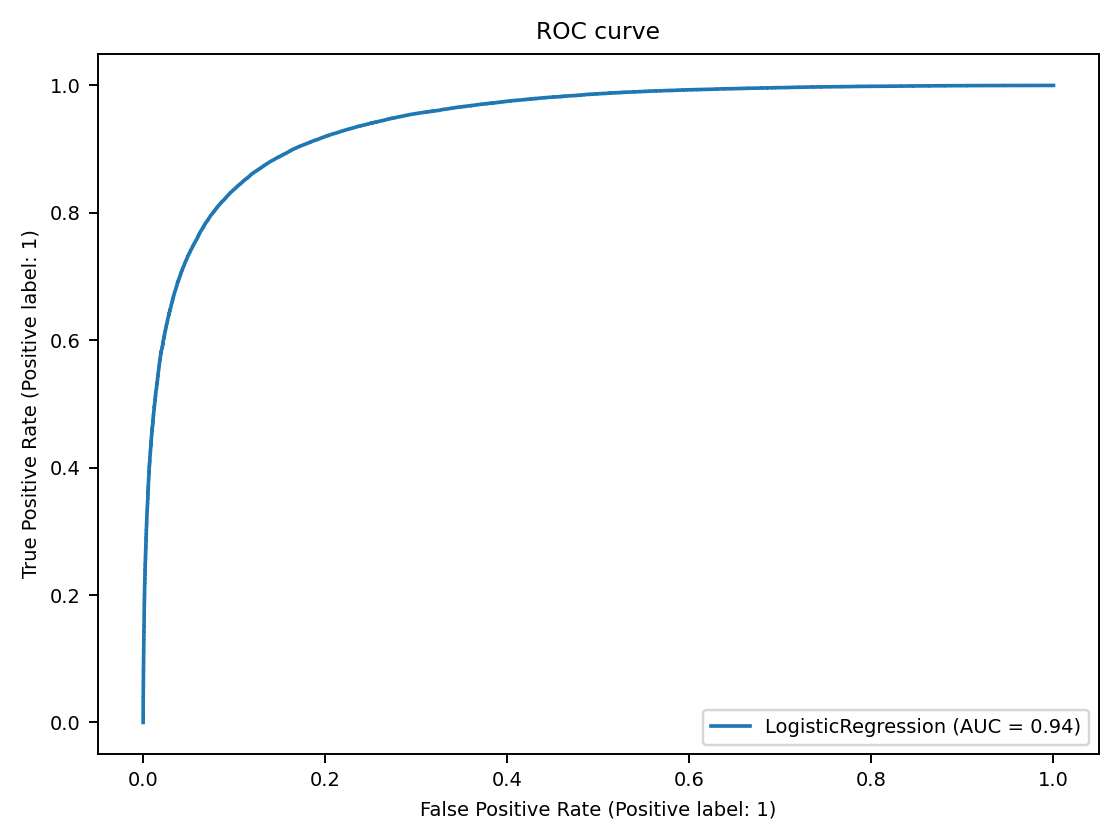 ROC curve
1.0
0.8
0.6
0.4
0.2
0.0
True Positive Rate (Positive label: 1)
LogisticRegression (AUC = 0.94)
0.0 0.2 0.4 0.6 0.8 1.0
False Positive Rate (Positive label: 1)